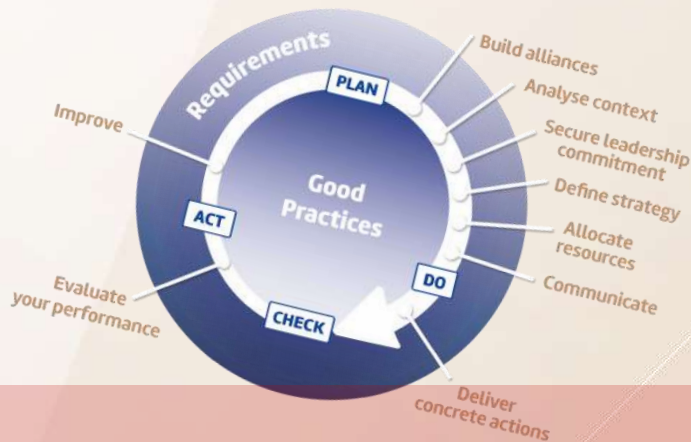 Requirements
PLAN
Build alliances
Analyse context
Secure leadership
commitment
Define strategy
Allocate
resources
Communicate
DO
Deliver
concrete actions
CHECK
Evaluate
your performance
ACT
Improve
Good
Practices